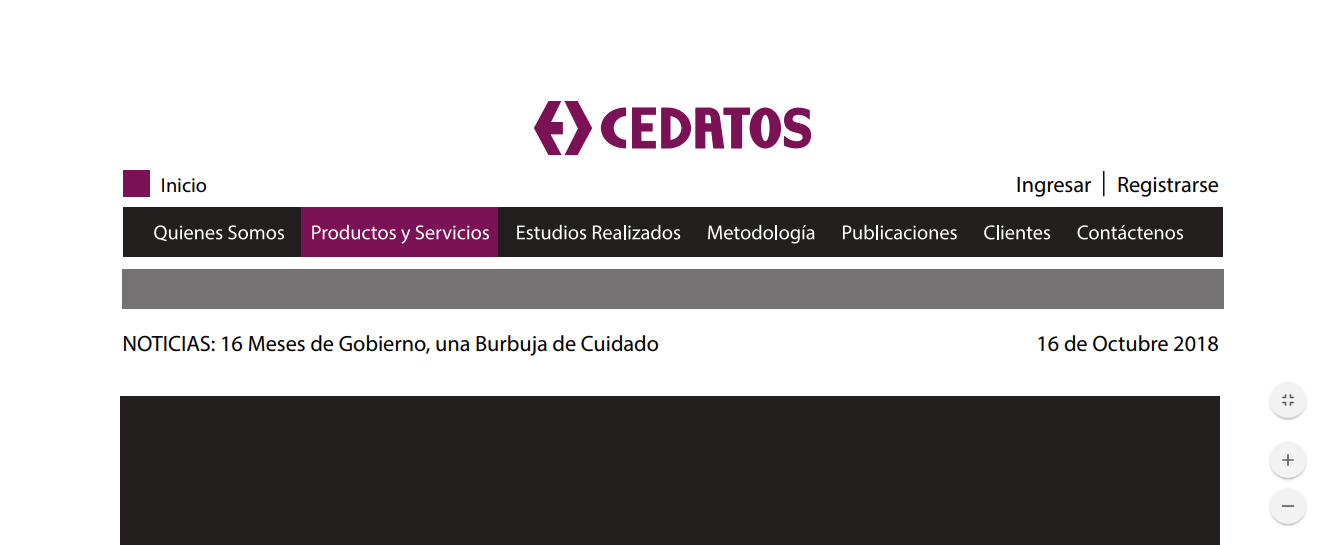 CEDATOS
Inicio
Ingresar | Registrarse
Quienes Somos Productos y Servicios Estudios Realizados Metodología Publicaciones Clientes Contáctenos
NOTICIAS: 16 Meses de Gobierno, una Burbuja de Cuidado
16 de Octubre 2018